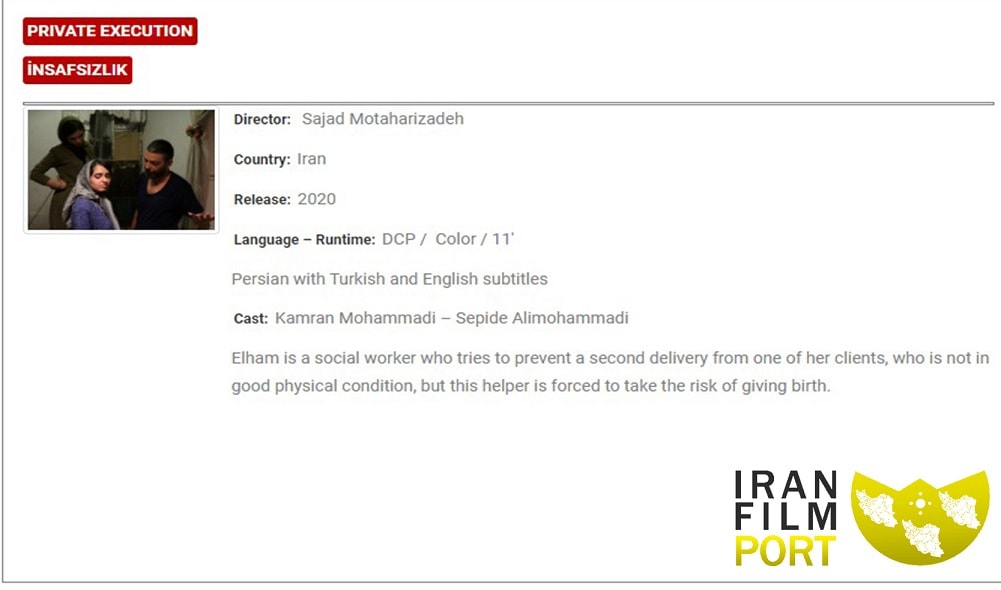 PRIVATE EXECUTION
İNSAFSIZLIK
Director: Sajad Motaharizadeh
Country: Iran
Release: 2020
Language – Runtime: DCP / Color / 11'
Persian with Turkish and English subtitles
Cast: Kamran Mohammadi – Sepide Alimohammadi
Elham is a social worker who tries to prevent a second delivery from one of her clients, who is not in
good physical condition, but this helper is forced to take the risk of giving birth.
IRAN
FILM
PORT